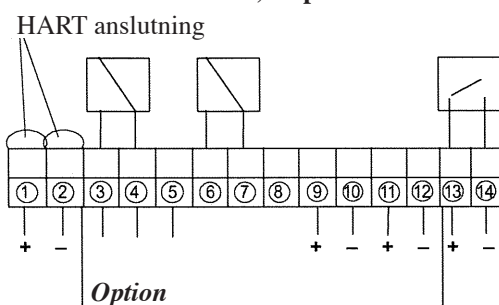 HART anslutning
1 2 3 4 5 6 7 8 9 10 11 12 13 14
+ – + – + – + –
Option